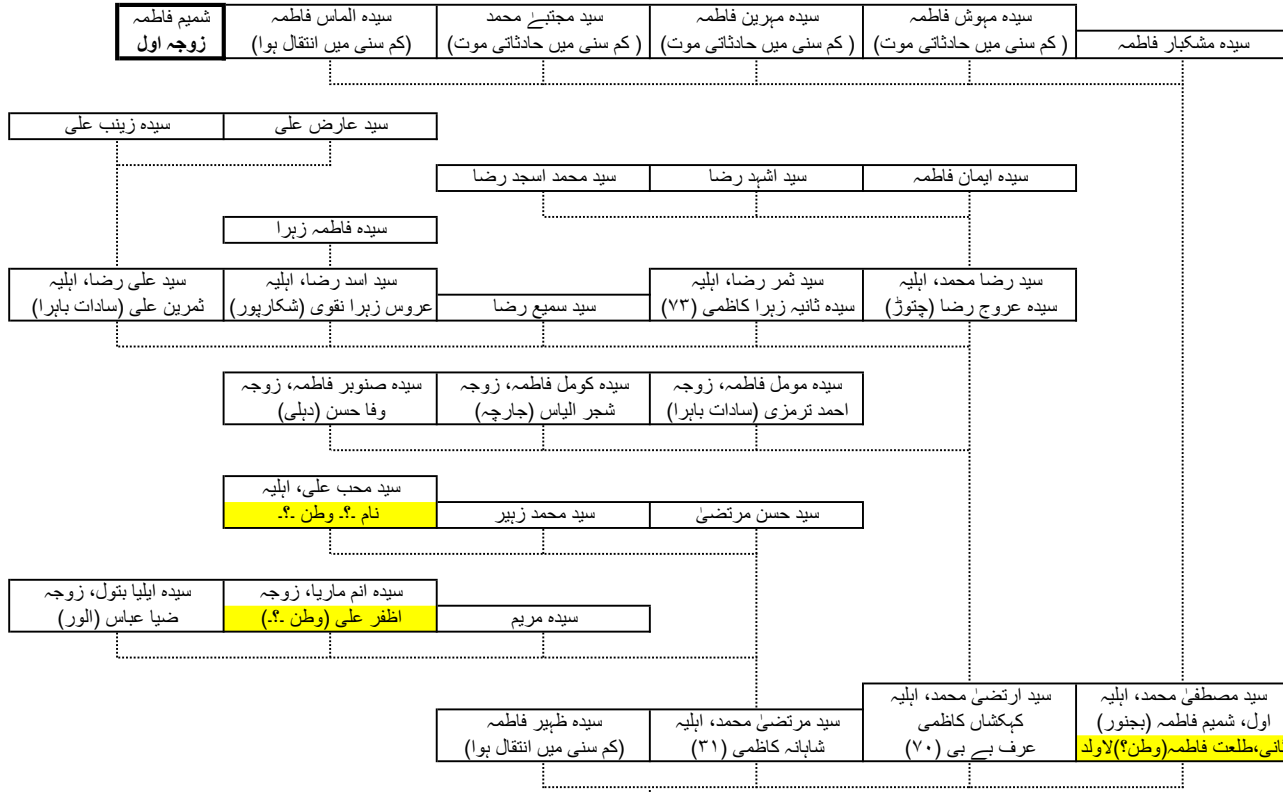 سیدہ مشکبار فاطمہ
سیدہ مہوش فاطمہ
( کم سنی میں حادثاتی موت)
سیدہ مہرین فاطمہ
( کم سنی میں حادثاتی موت)
سید مجتبےٰ محمد
( کم سنی میں حادثاتی موت)
سیدہ الماس فاطمہ
(کم سنی میں انتقال ہوا)
شمیم فاطمہ
زوجہ اول
سید عارض علی
سیدہ زینب علی
سیدہ ایمان فاطمہ
سید اشہد رضا
سید محمد اسجد رضا
سیدہ فاطمہ زہرا
سید رضا محمد، اہلیہ
سیدہ عروج رضا (چتوڑ)
سید ثمر رضا، اہلیہ
سیدہ ثانیہ زہرا کاظمی (۷۳)
سید سمیع رضا
سید اسد رضا، اہلیہ
عروس زہرا نقوی (شکارپور)
سید علی رضا، اہلیہ
ثمرین علی (سادات باہرا)
سیدہ مومل فاطمہ، زوجہ
احمد ترمزی (سادات باہرا)
سیدہ کومل فاطمہ، زوجہ
شجر الیاس (جارچہ)
سیدہ صنوبر فاطمہ، زوجہ
وفا حسن (دہلی)
سید حسن مرتضیٰ
سید محمد زہیر
سید محب علی، اہلیہ
نام ۔؟۔ وطن ۔؟۔
سیدہ مریم
سیدہ انم ماریا، زوجہ
اظفر علی (وطن ۔؟۔)
سیدہ ایلیا بتول، زوجہ
ضیا عباس (الور)
سید مصطفیٰ محمد، اہلیہ
اول، شمیم فاطمہ (بجنور)
ثانی،طلعت فاطمہ(وطن؟)لاولد
سید ارتضیٰ محمد، اہلیہ
کہکشاں کاظمی
عرف بے بی (۷۰)
سید مرتضیٰ محمد، اہلیہ
شاہانہ کاظمی (۳۱)
سیدہ ظہیر فاطمہ
(کم سنی میں انتقال ہوا)